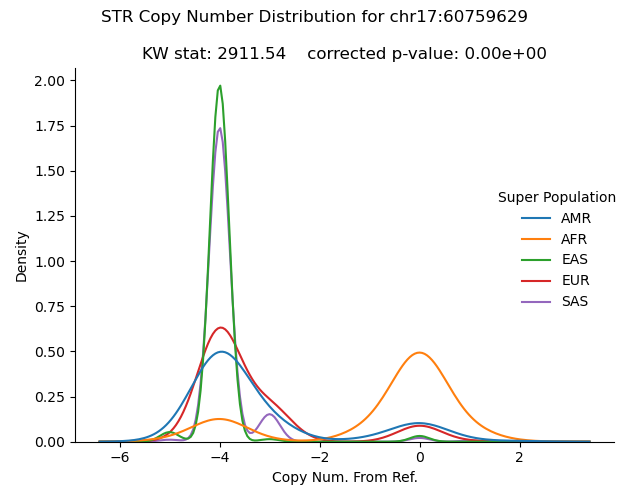 STR Copy Number Distribution for chr17:60759629
KW stat: 2911.54    corrected p-value: 0.00e+00
2.00
1.75
1.50
1.25
1.00
0.75
0.50
0.25
0.00
Density
−6
−4
−2
0
2
Copy Num. From Ref.
Super Population
AMR
AFR
EAS
EUR
SAS